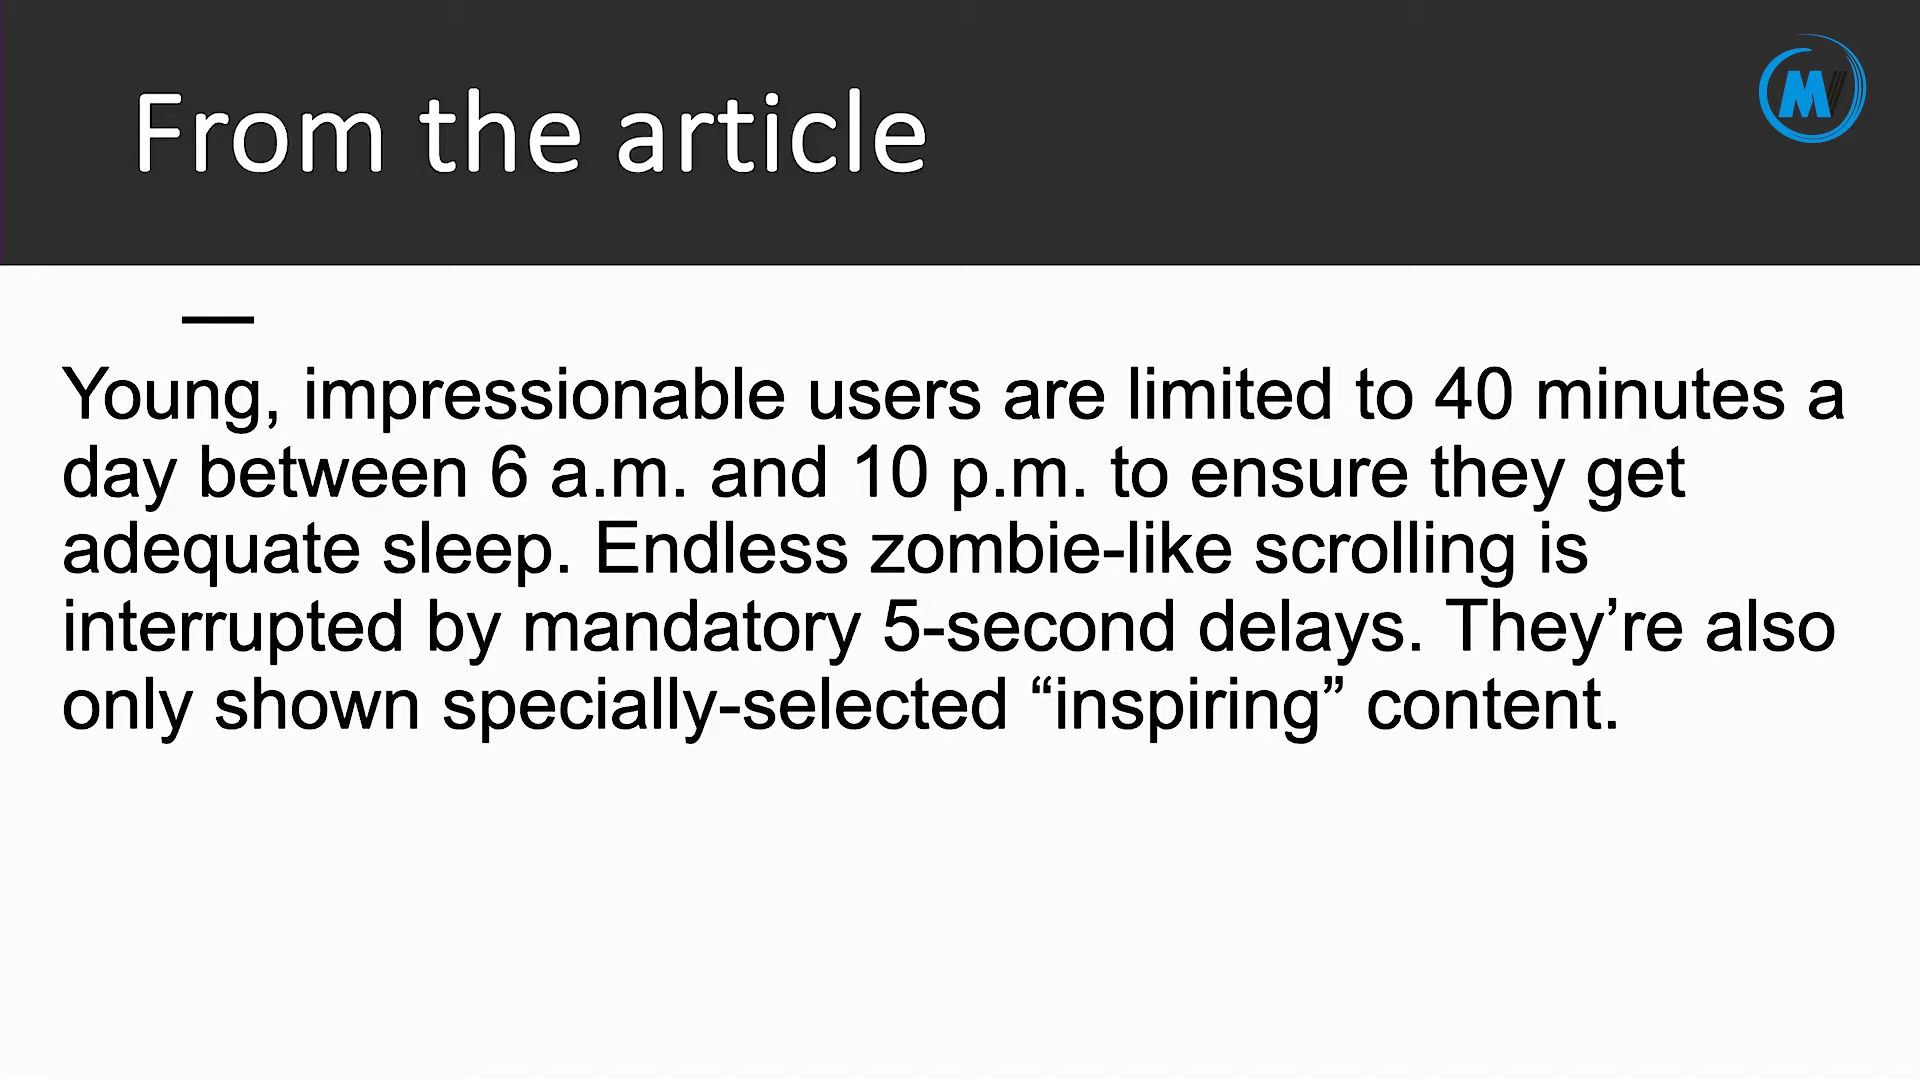 From the article
MV
Young, impressionable users are limited to 40 minutes a
day between 6 a.m. and 10 p.m. to ensure they get
adequate sleep. Endless zombie-like scrolling is
interrupted by mandatory 5-second delays. They’re also
only shown specially-selected “inspiring” content.